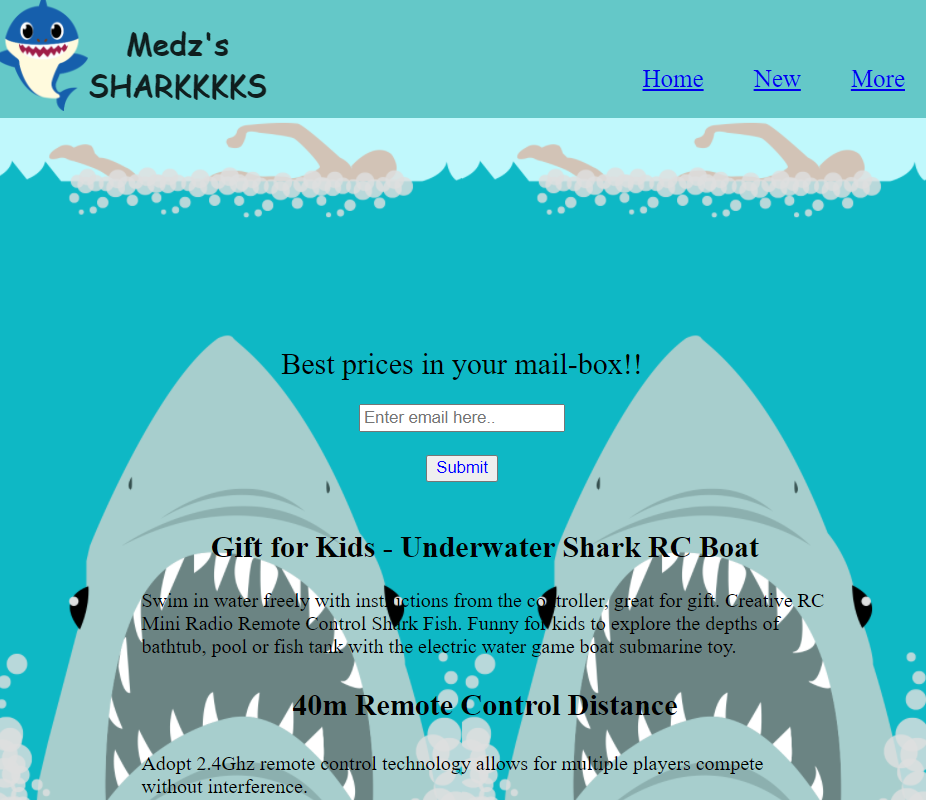 Medz's
SHARKKKKS
Home New More
Best prices in your mail-box!!
Enter email here..
Submit
Gift for Kids - Underwater Shark RC Boat
Swim in water freely with instructions from the controller, great for gift. Creative RC
Mini Radio Remote Control Shark Fish. Funny for kids to explore the depths of
bathtub, pool or fish tank with the electric water game boat submarine toy.
40m Remote Control Distance
Adopt 2.4Ghz remote control technology allows for multiple players compete
without interference.